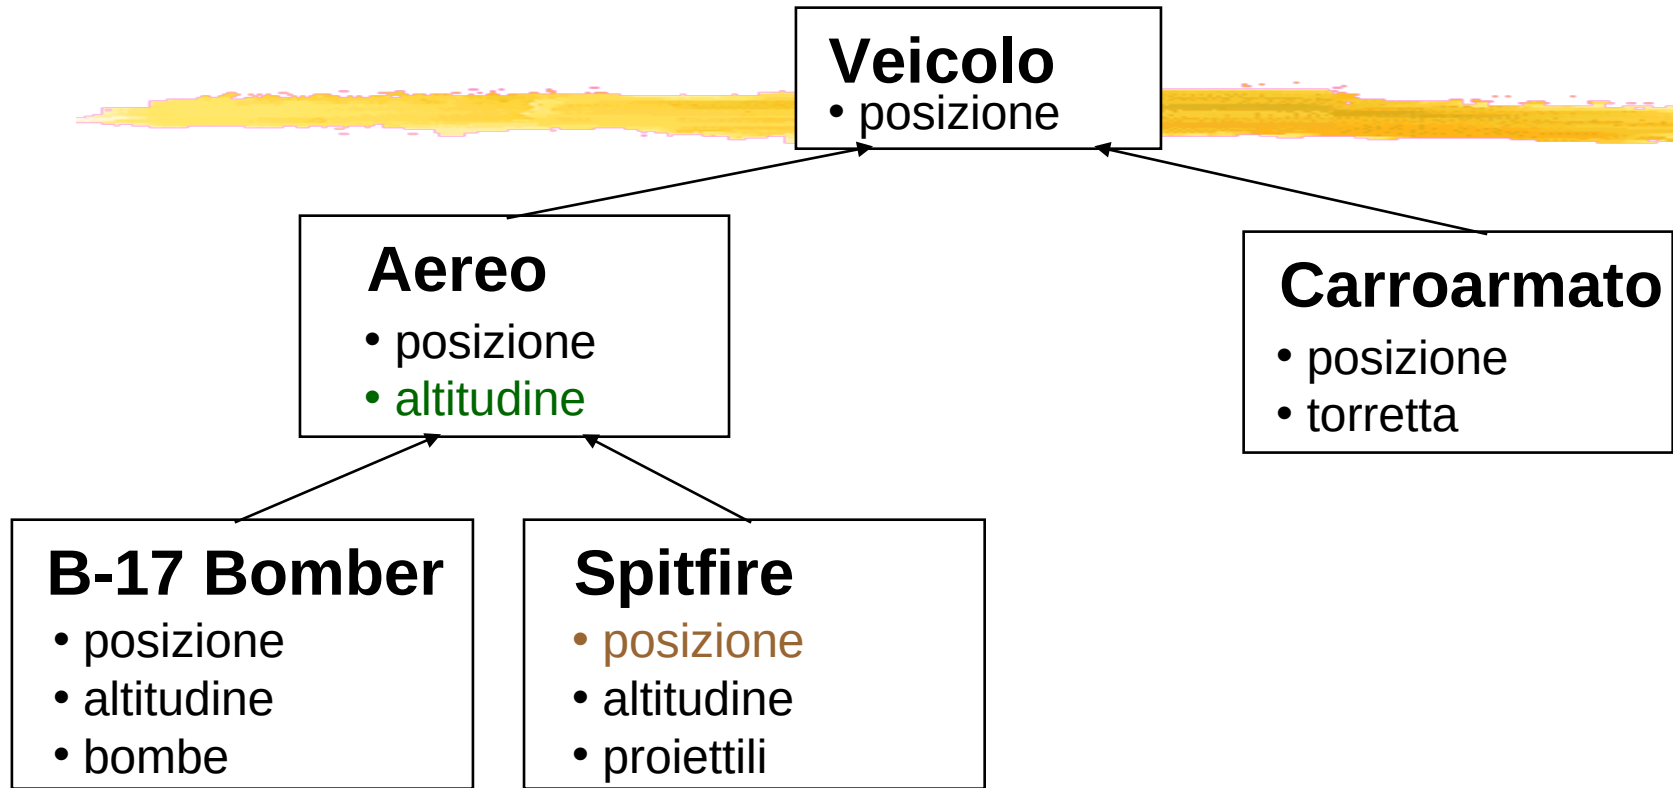 Veicolo
• posizione
Aereo
• posizione
• altitudine
Carroarmato
• posizione
• torretta
B-17 Bomber
• posizione
• altitudine
• bombe
Spitfire
• posizione
• altitudine
• proiettili